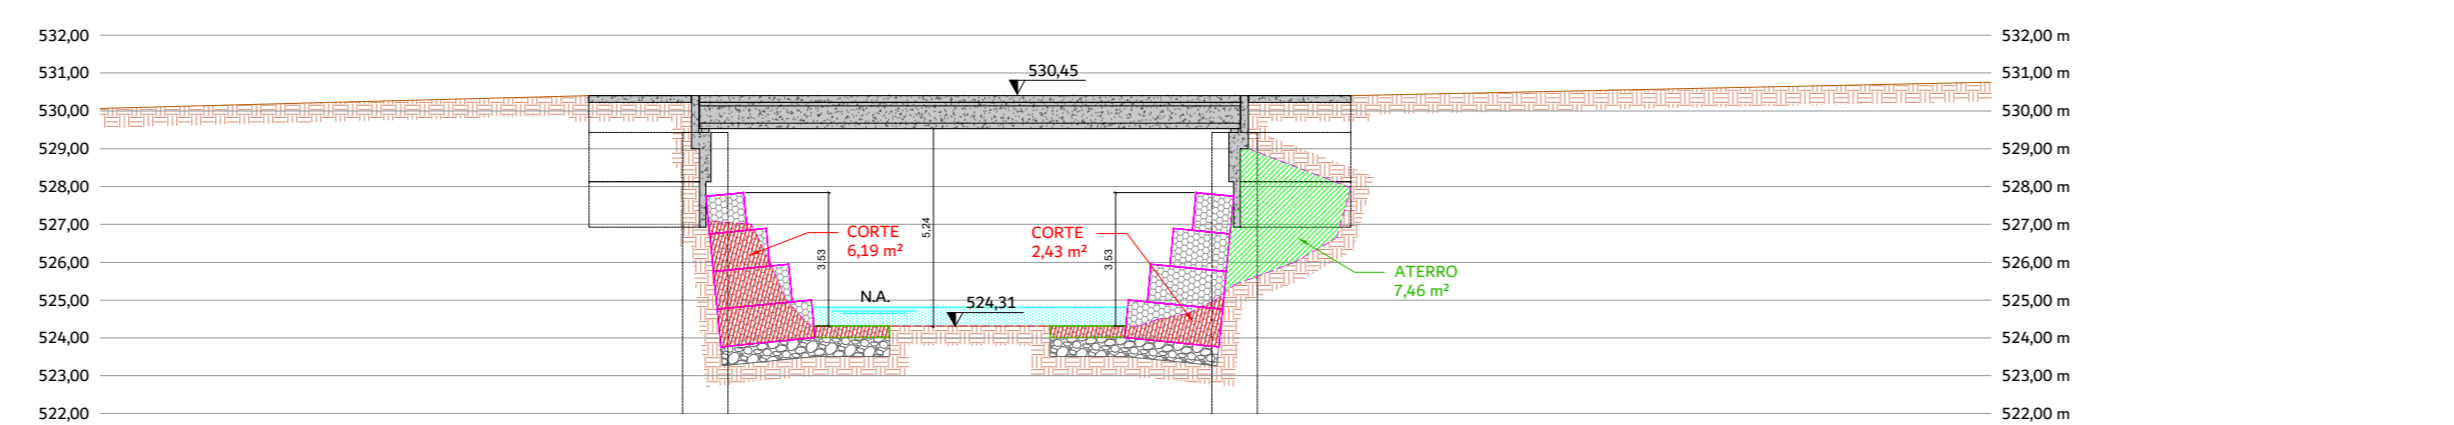 532,00
532,00 m
530,45
531,00
531,00 m
530,00
530,00 m
529,00
529,00 m
528,00
528,00 m
527,00
527,00 m
5,24
CORTE
6,19 m²
CORTE
2,43 m²
3,53
3,53
526,00
526,00 m
ATERRO
7,46 m²
N.A.
524,31
525,00
525,00 m
524,00
524,00 m
523,00
523,00 m
522,00
522,00 m